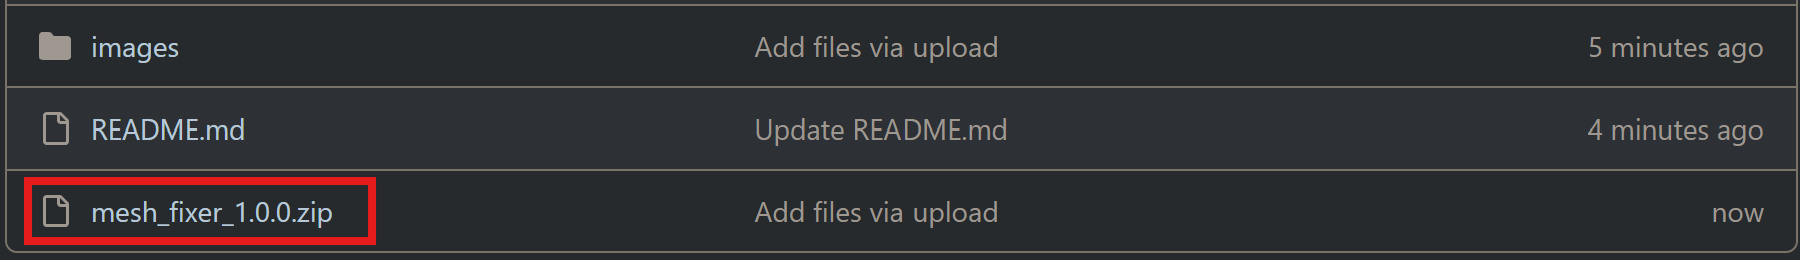 images Add files via upload 5 minutes ago
README.md Update README.md 4 minutes ago
mesh_fixer_1.0.0.zip Add files via upload now